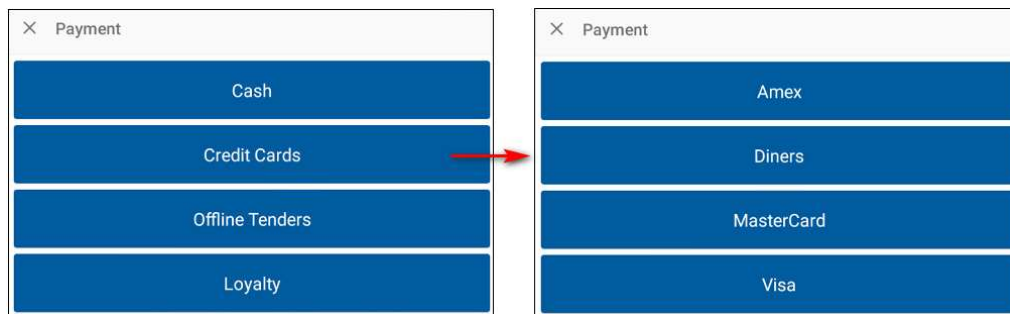 Payment
Cash
Credit Cards
Offline Tenders
Loyalty
Payment
Amex
Diners
MasterCard
Visa